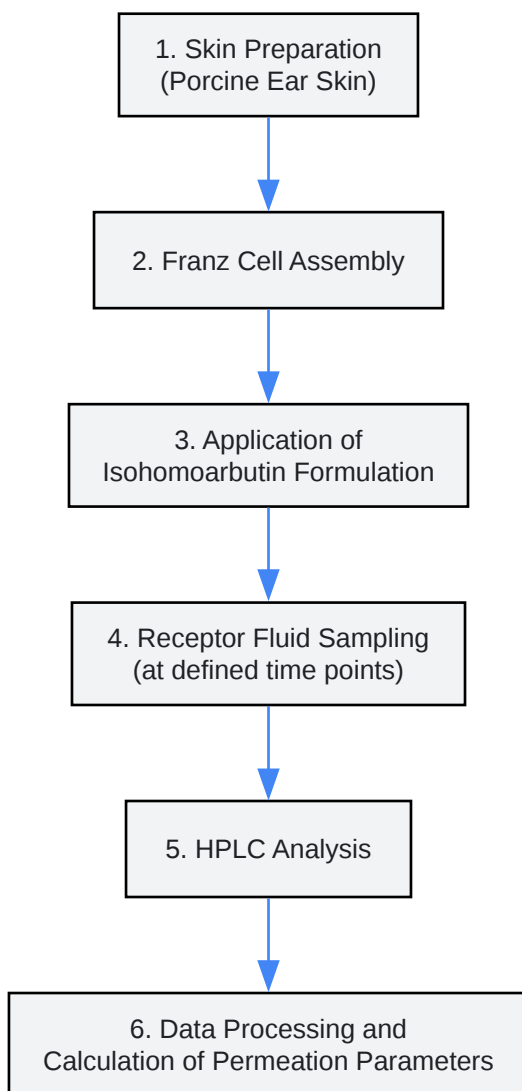 1. Skin Preparation
(Porcine Ear Skin)
2. Franz Cell Assembly
3. Application of
Isohomoarbutin Formulation
4. Receptor Fluid Sampling
(at defined time points)
5. HPLC Analysis
6. Data Processing and
Calculation of Permeation Parameters